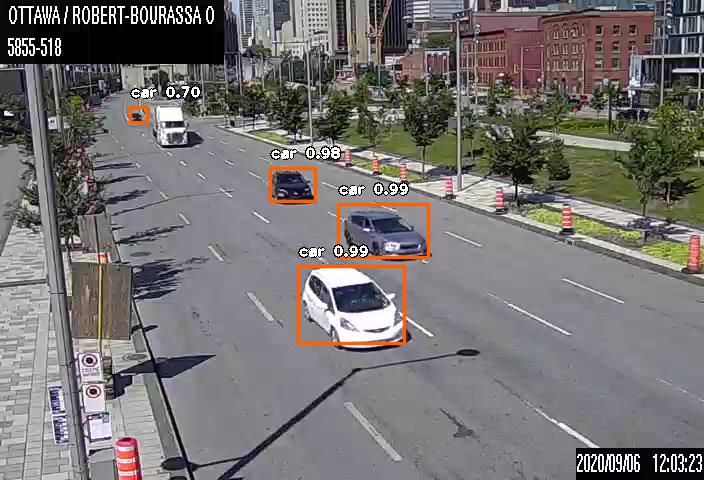 OTTAWA / ROBERT-BOURASSA O
5855-518
car 0.70
car 0.98
car 0.99
car 0.99
2020/09/06 12:03:23